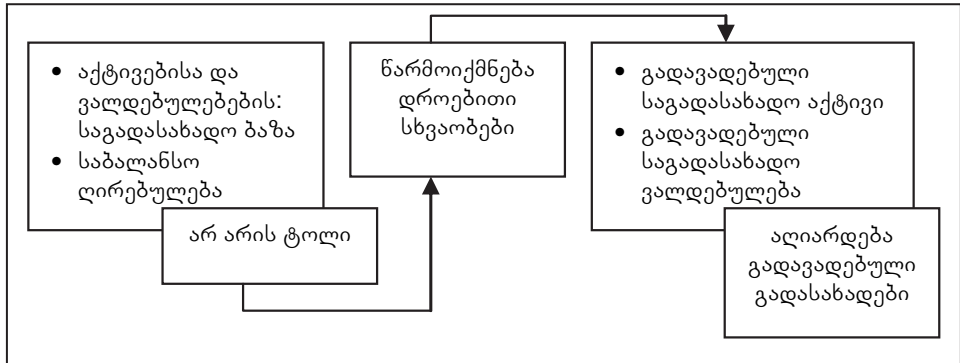 • აქტივებისა და
ვალდებულებების:
საგადასახადო ბაზა
• საბალანსო
ღირებულება
არ არის ტოლი
წარმოიქმნება
დროებითი
სხვაობები
• გადავადებული
საგადასახადო აქტივი
• გადავადებული
საგადასახადო
ვალდებულება
აღიარდება
გადავადებული
გადასახადები